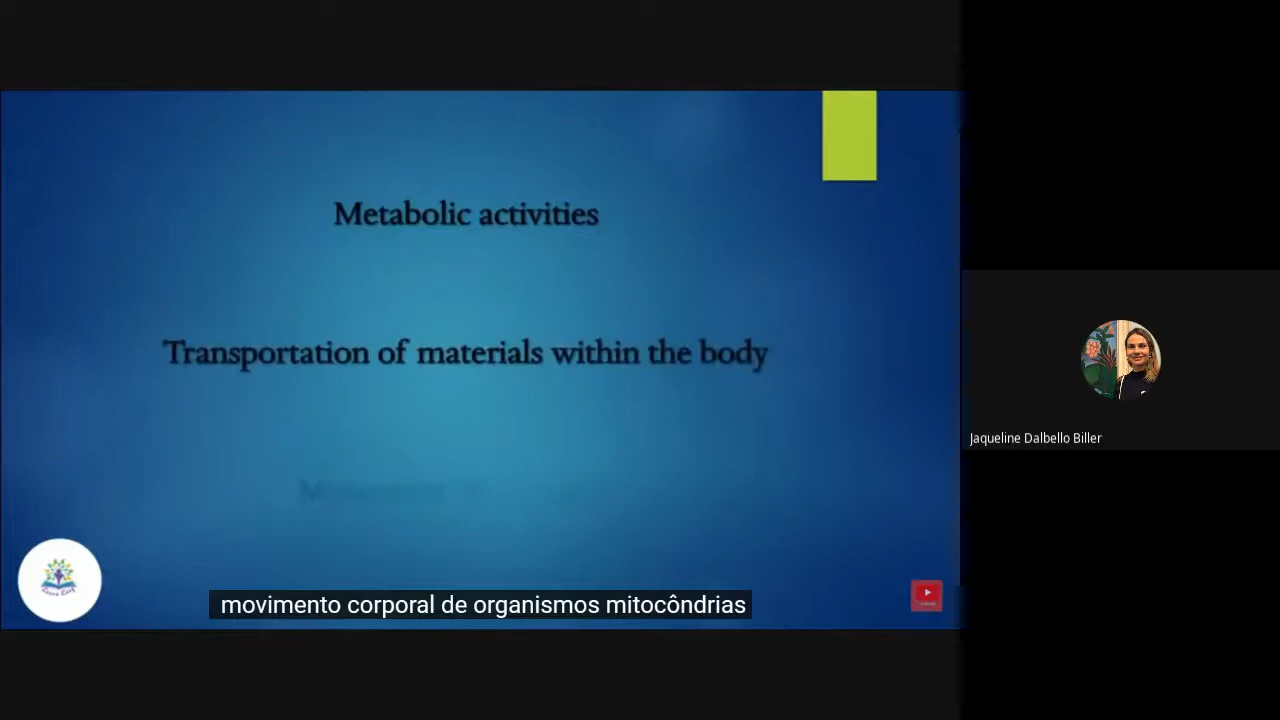 Metabolic activities
Transportation of materials within the body
movimento corporal de organismos mitocôndrias
Jaqueline Dalbello Biller